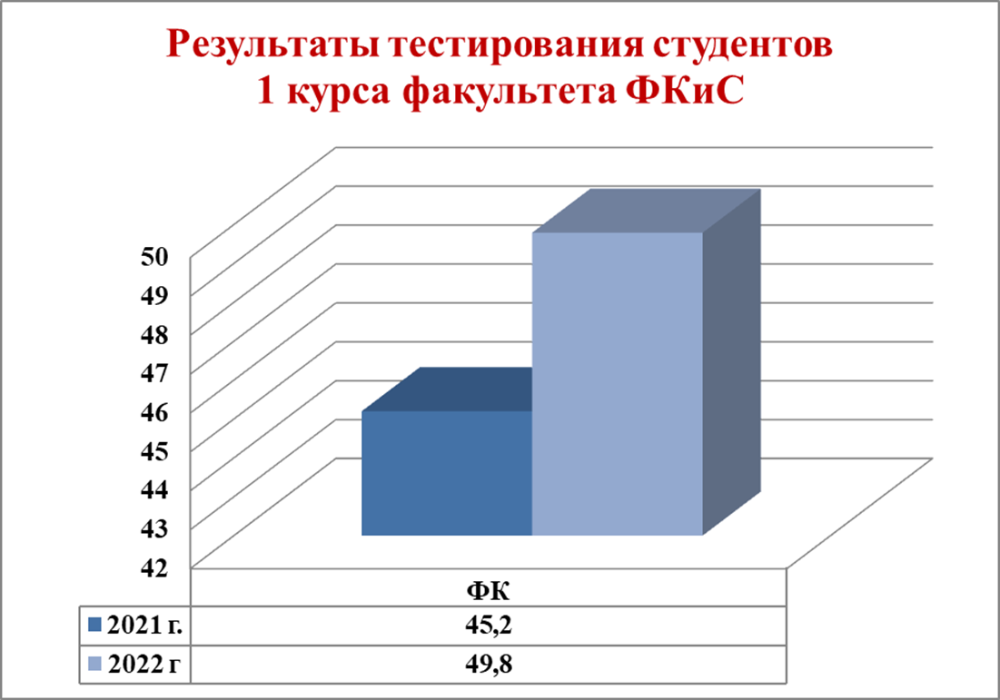 Результаты тестирования студентов
1 курса факультета ФКиС
50
49
48
47
46
45
44
43
42
ФК
2021 г. 45,2
2022 г 49,8